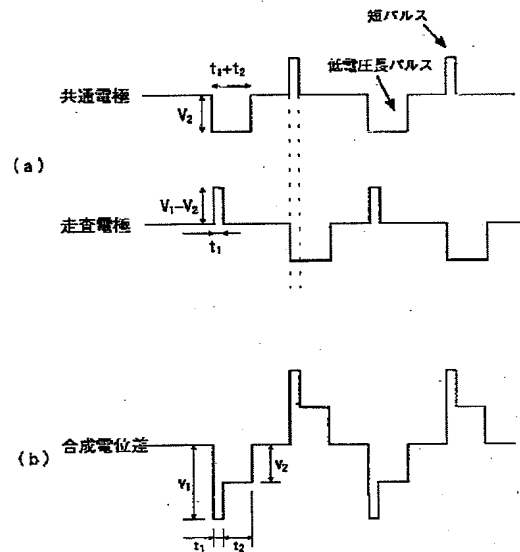 短パルス
t₁+t₂
低電圧長パルス
共通電極
V₂
(a)
V₁-V₂
走査電極
t₁
合成電位差
(b)
V₂
V₁
t₁
t₂